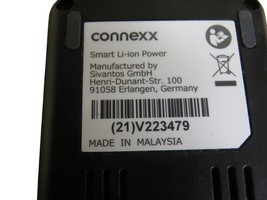 connexx
Smart Li-ion Power
Manufactured by
Sivantos GmbH
Henri-Dunant-Str. 100
91058 Erlangen, Germany
(21)V223479
MADE IN MALAYSIA